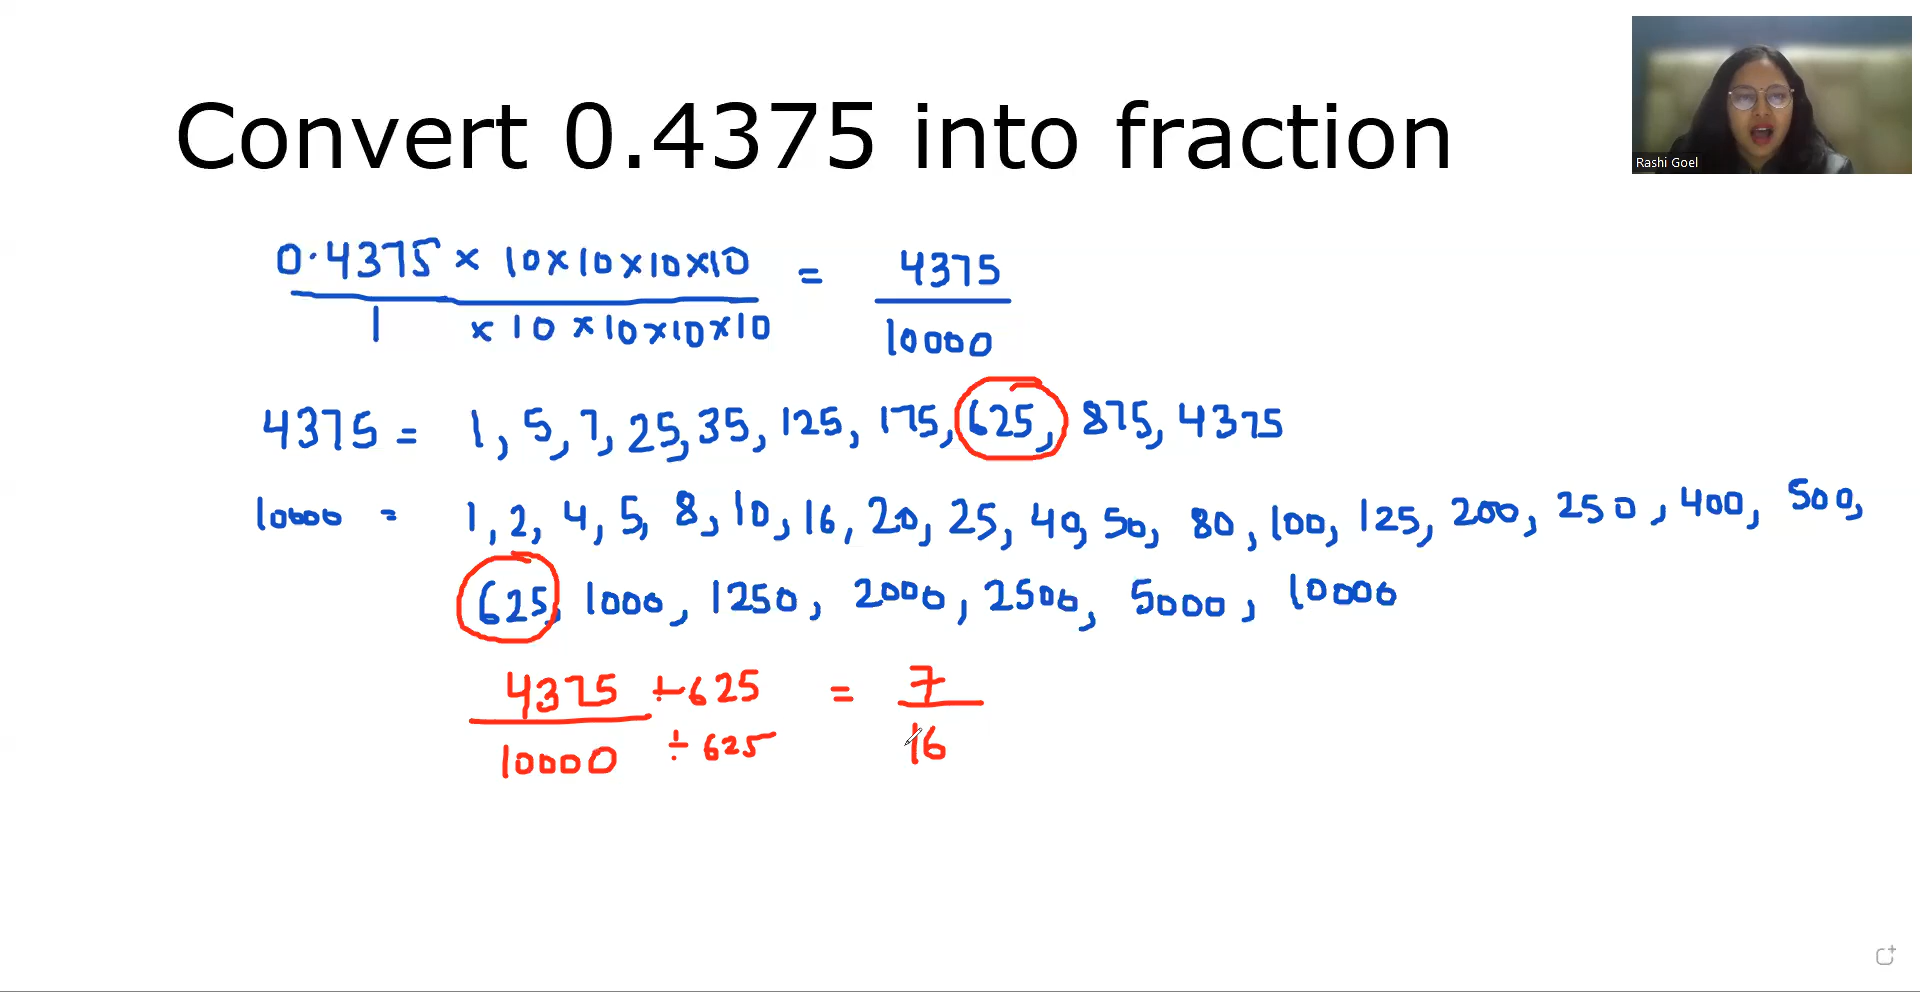 Convert 0.4375 into fraction
Rashi Goel
0.4375 × 10×10×10×10 = 4375
1 × 10 × 10×10×10 10000
4375 = 1, 5, 7, 25, 35, 125, 175, 625, 875, 4375
10000 = 1, 2, 4, 5, 8, 10, 16, 20, 25, 40, 50, 80, 100, 125, 200, 250, 400, 500,
625, 1000, 1250, 2000, 2500, 5000, 10000
4375 ÷ 625 = 7
10000 ÷ 625 16